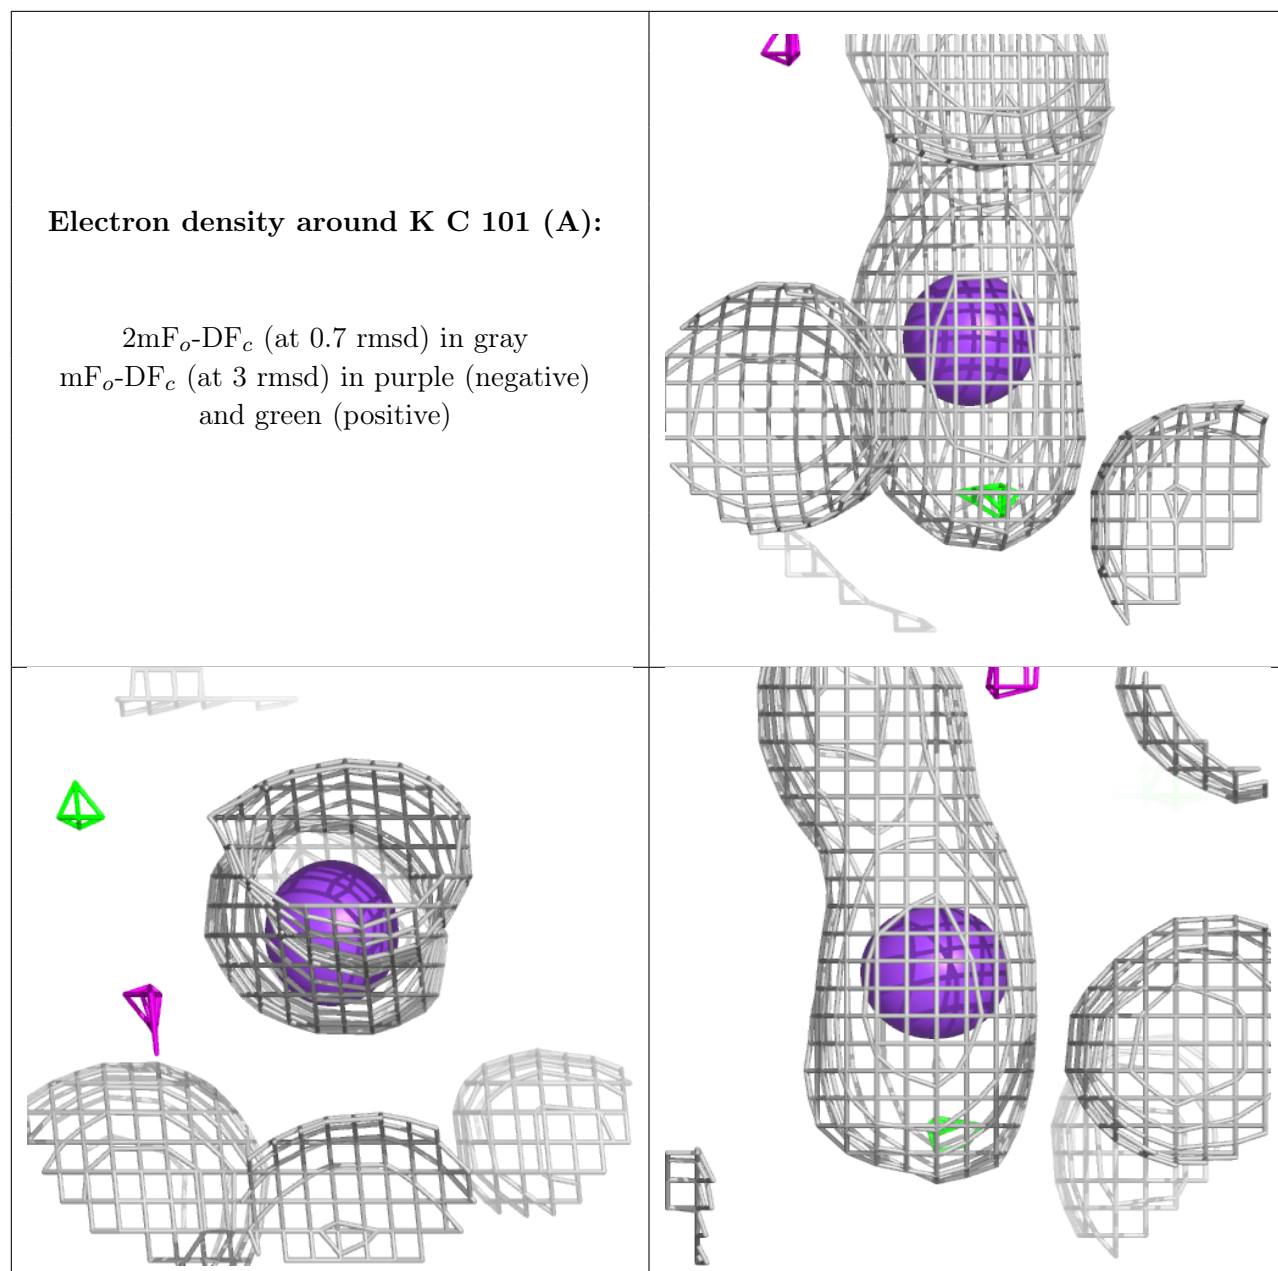 Electron density around K C 101 (A):
2mFₒ-DF𝑐 (at 0.7 rmsd) in gray
mFₒ-DF𝑐 (at 3 rmsd) in purple (negative)
and green (positive)